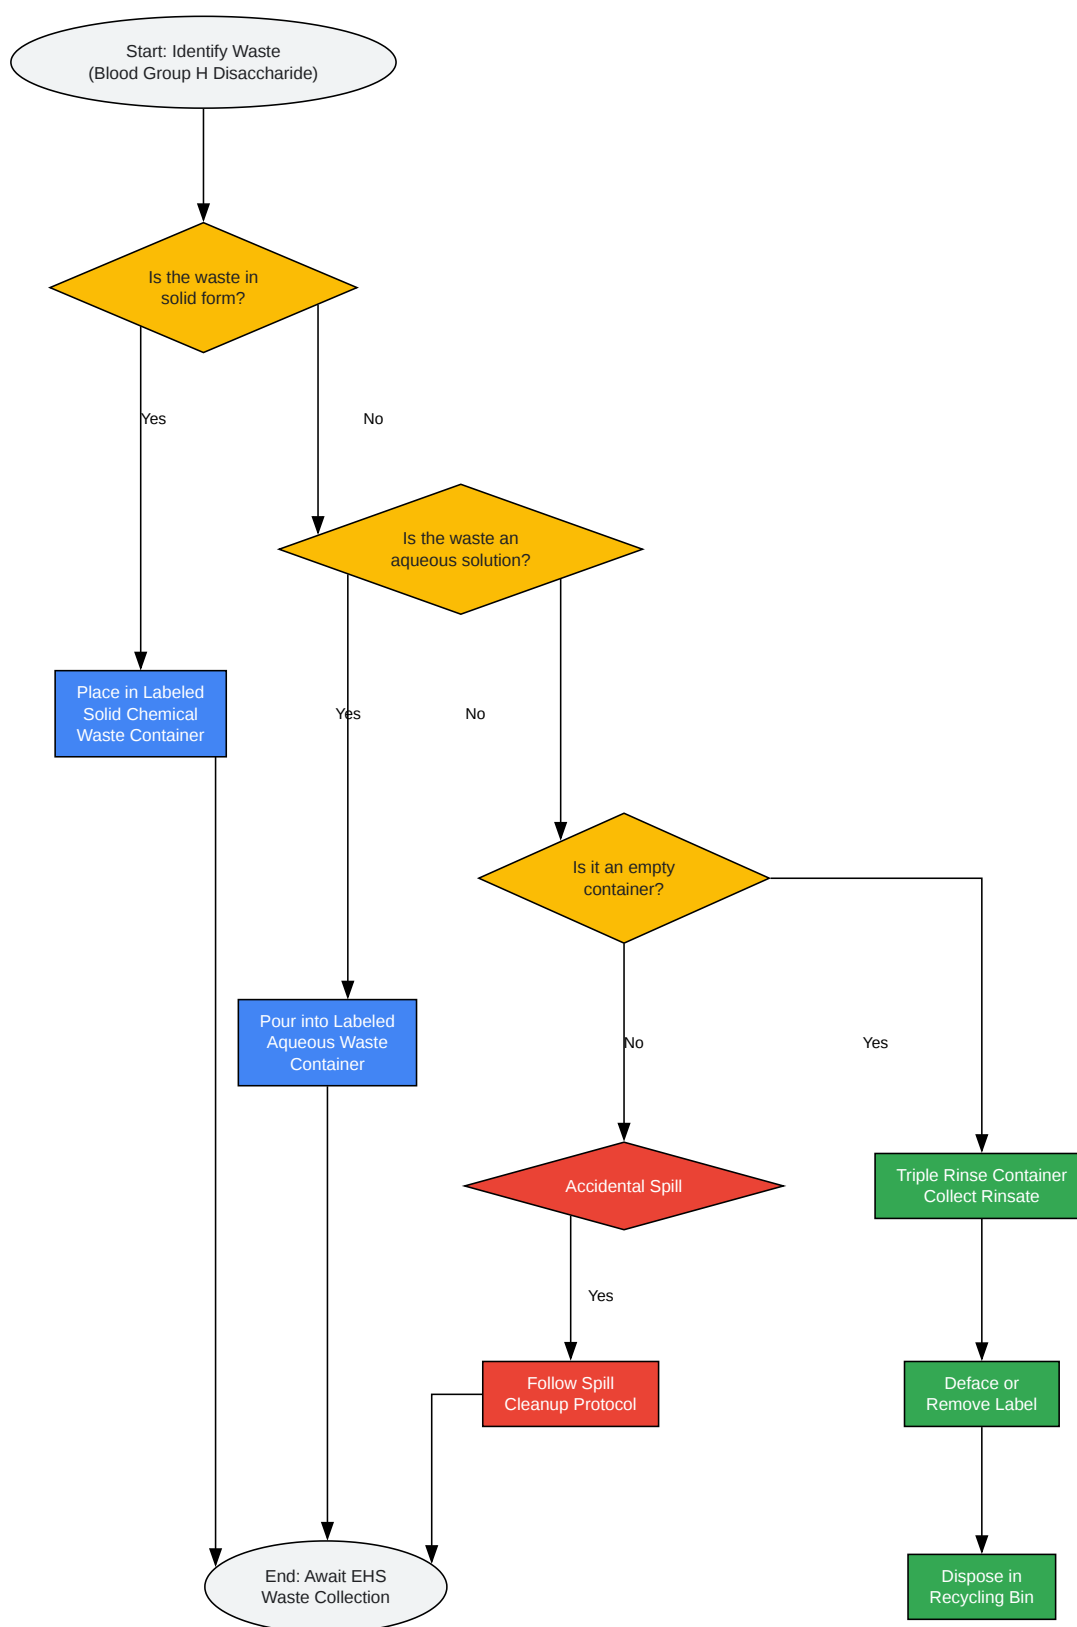 Start: Identify Waste
(Blood Group H Disaccharide)
Is the waste in
solid form?
Yes
No
Is the waste an
aqueous solution?
Place in Labeled
Solid Chemical
Waste Container
Yes
No
Is it an empty
container?
Pour into Labeled
Aqueous Waste
Container
No
Yes
Accidental Spill
Triple Rinse Container
Collect Rinsate
Yes
Follow Spill
Cleanup Protocol
Deface or
Remove Label
End: Await EHS
Waste Collection
Dispose in
Recycling Bin